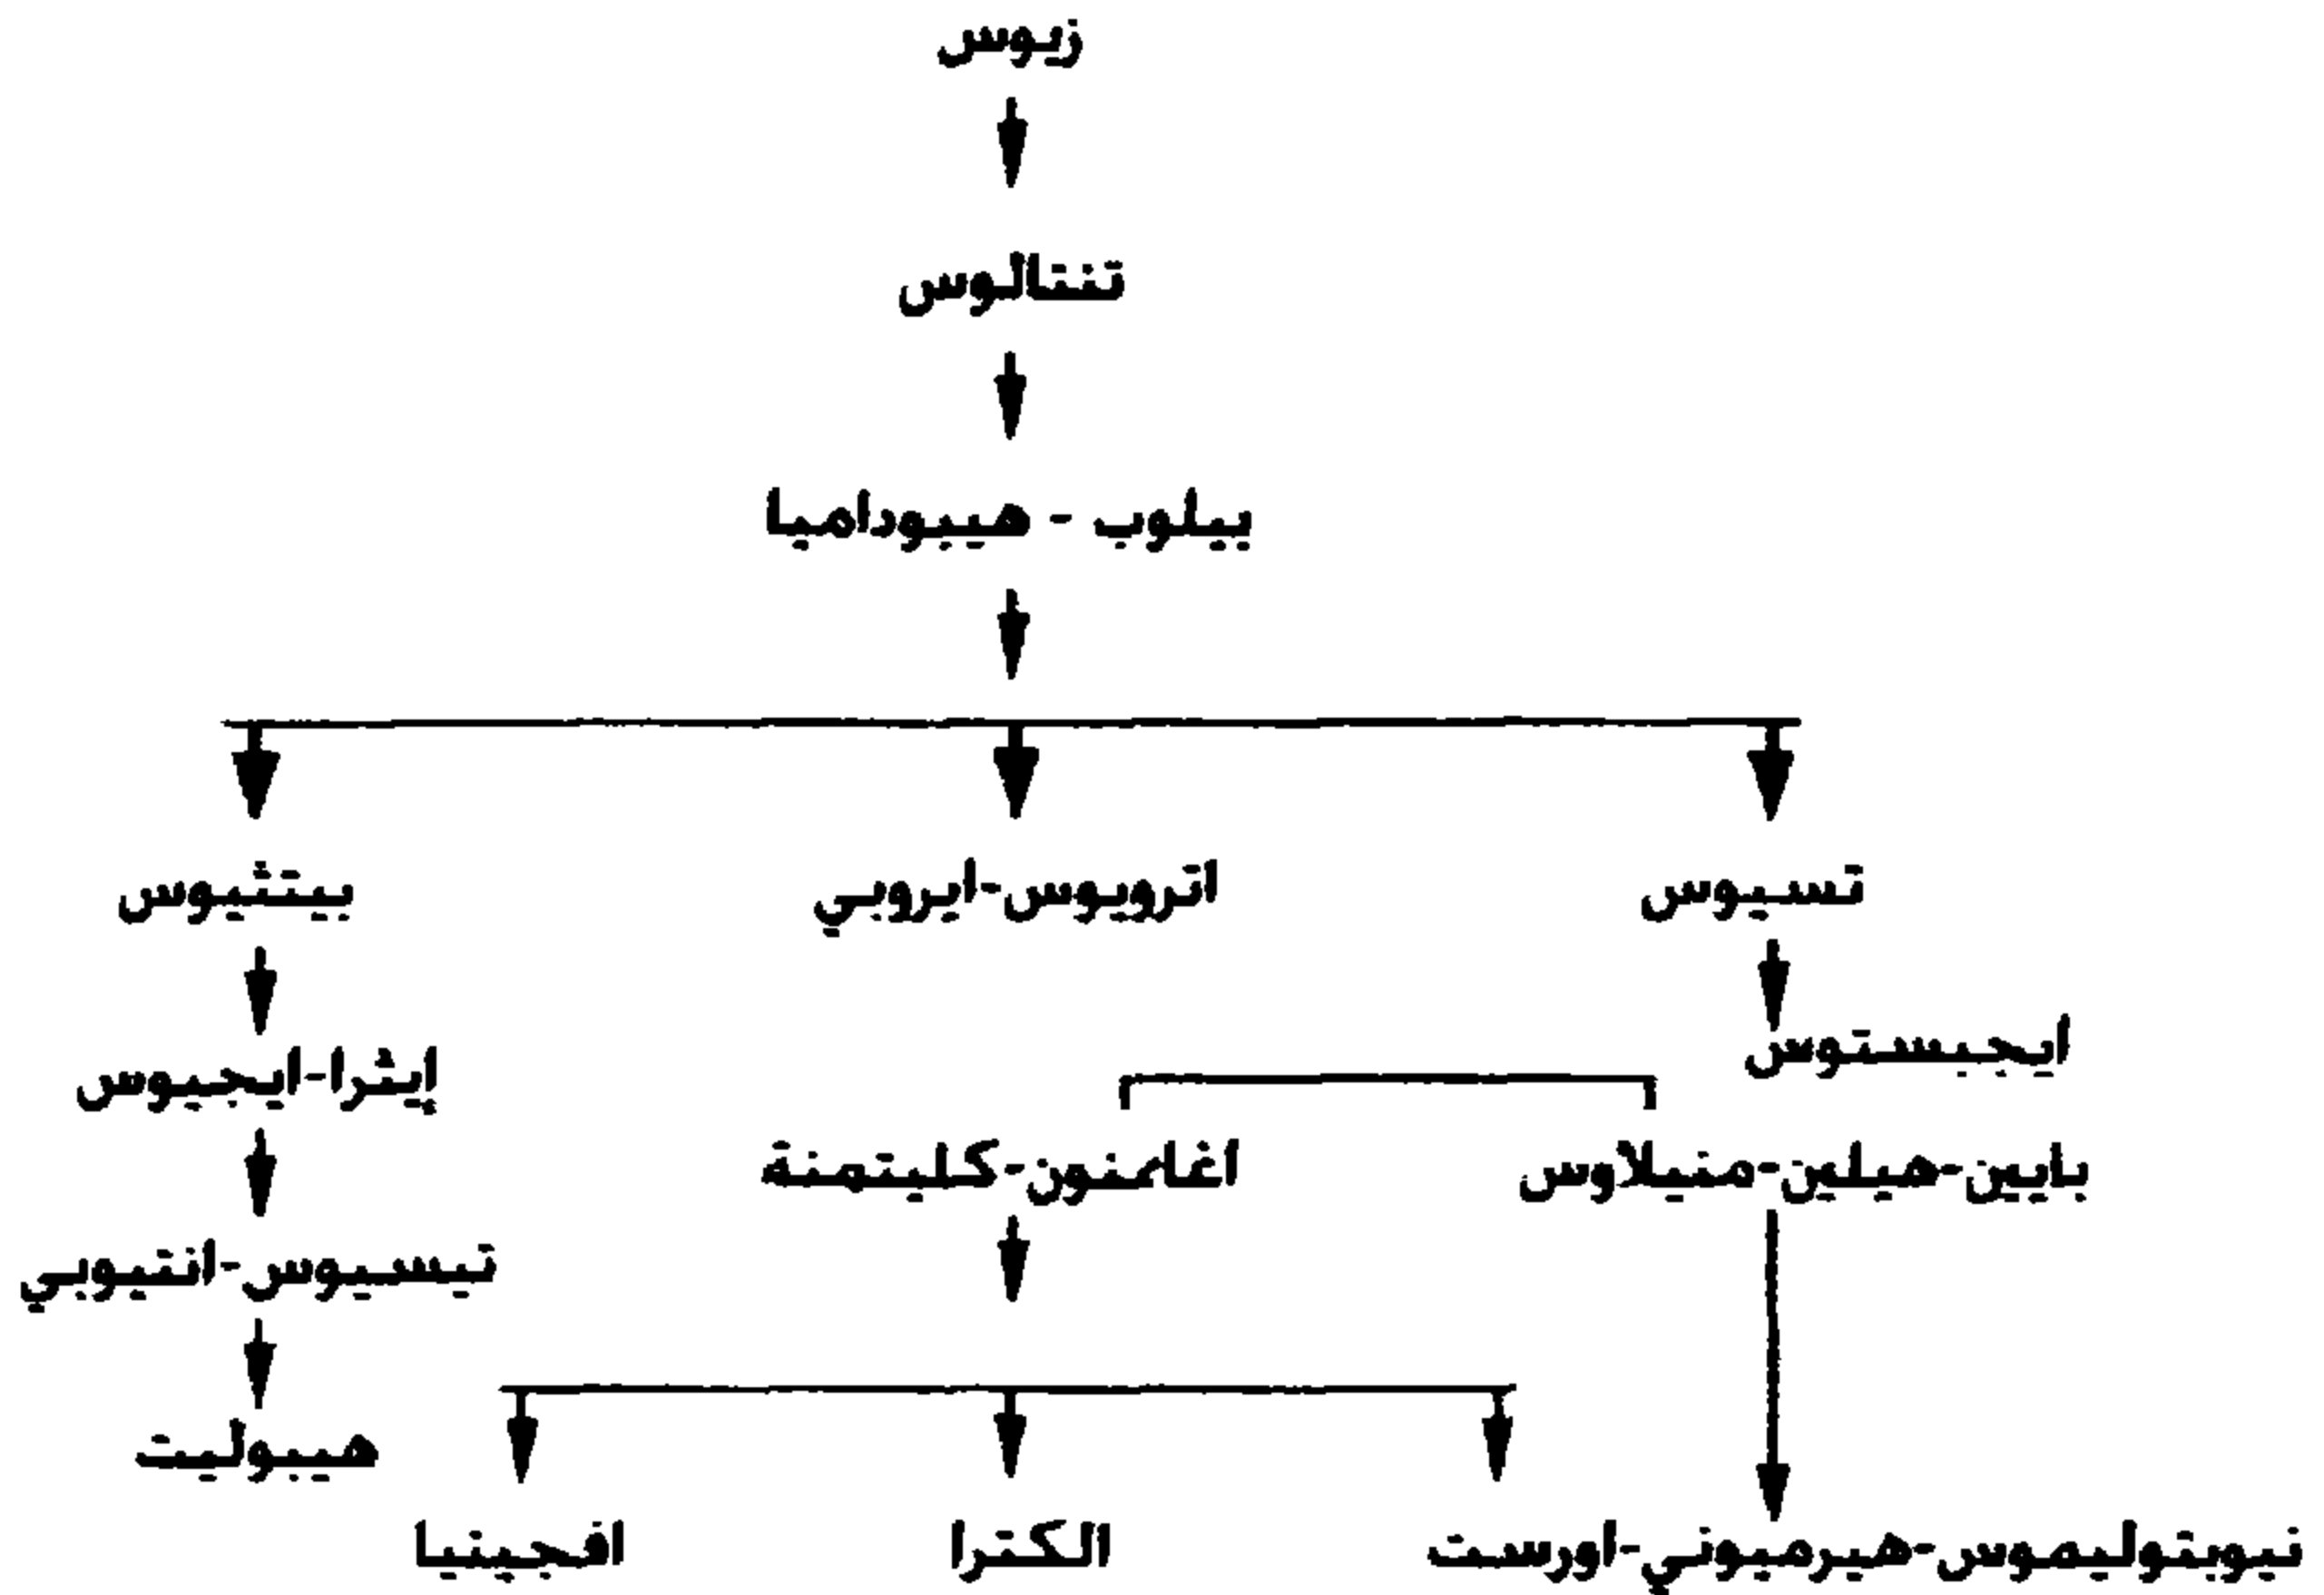 زيوس
تنتالوس
بيلوب - هيبوداميا
تسيوس
اترويوس-ايروبي
بيتثيوس
ايجيستوس
إيثرا-ايجيوس
بايين-هيلين-منيلاوس
اغامنون-كليتمنة
تيسيوس-انتيوبي
هيبوليت
نيوبتوليموس-هيرميوني-اورست
الكترا
افجينيا